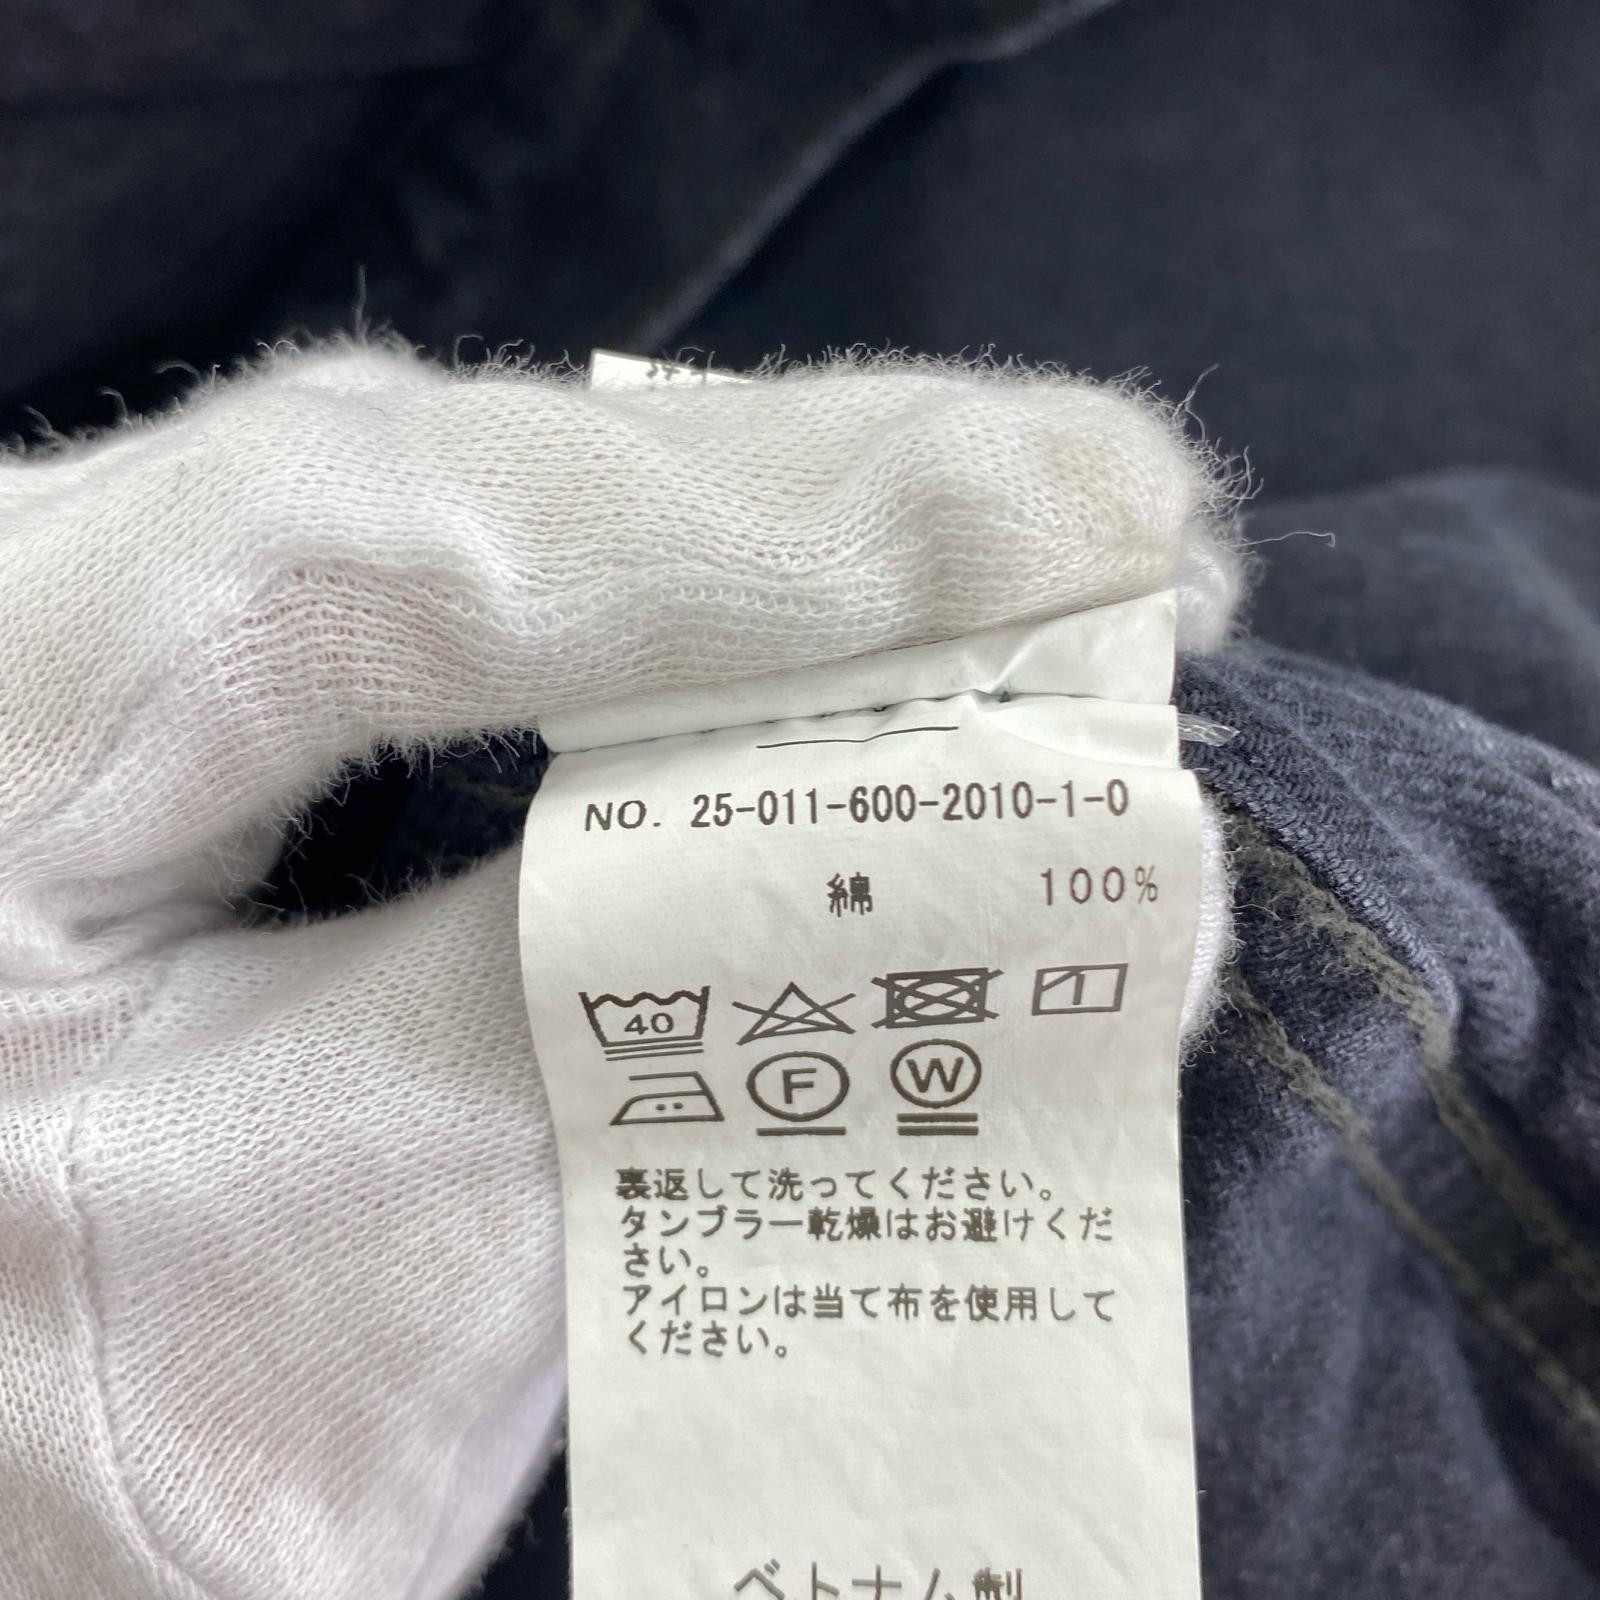 NO. 25-011-600-2010-1-0
綿 100%
40
F W
裏返して洗ってください。
タンブラー乾燥はお避けくだ
さい。
アイロンは当て布を使用して
ください。
ベトナム製